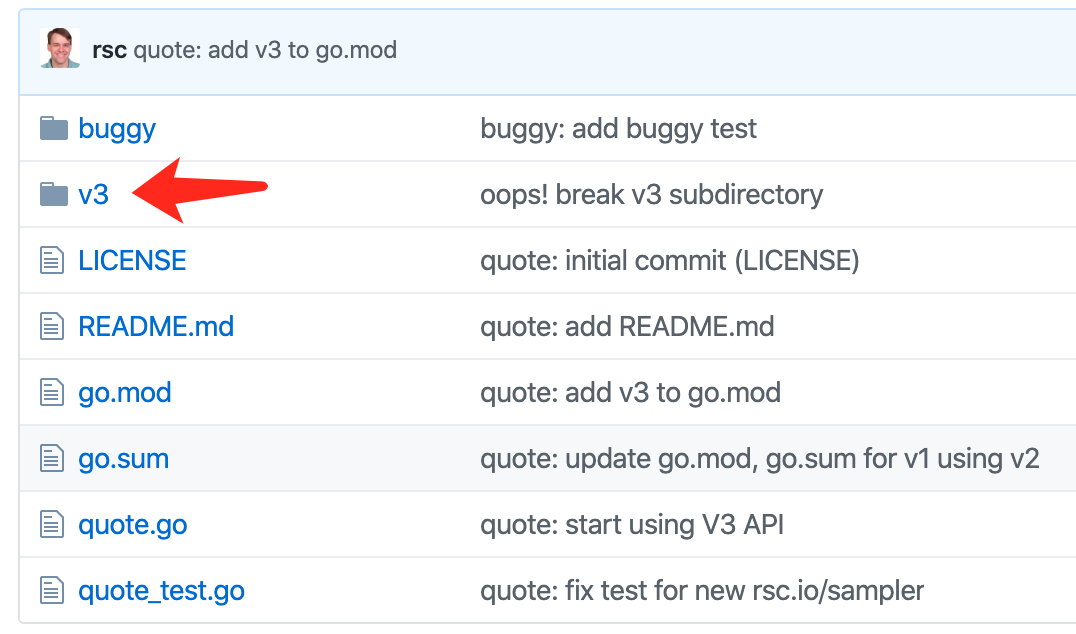 rsc quote: add v3 to go.mod
buggy buggy: add buggy test
v3 oops! break v3 subdirectory
LICENSE quote: initial commit (LICENSE)
README.md quote: add README.md
go.mod quote: add v3 to go.mod
go.sum quote: update go.mod, go.sum for v1 using v2
quote.go quote: start using V3 API
quote_test.go quote: fix test for new rsc.io/sampler